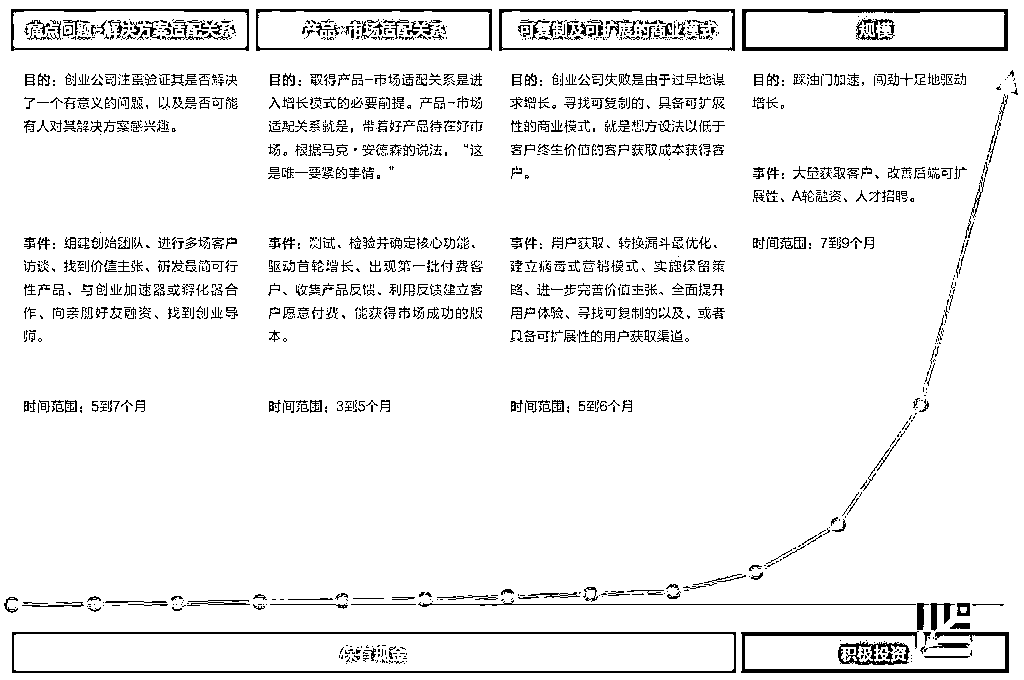 痛点问题-解决方案适配关系
目的：创业公司注重验证其是否解决
了一个有意义的问题，以及是否可能
有人对其解决方案感兴趣。
事件：组建创始团队、进行多场客户
访谈、找到价值主张、研发最简可行
性产品、与创业加速器或孵化器合
作、向亲朋好友融资、找到创业导
师。
时间范围：5到7个月
产品-市场适配关系
目的：取得产品-市场适配关系是进
入增长模式的必要前提。产品-市场
适配关系就是，带着好产品待在好市
场。根据马克·安德森的说法，“这
是唯一要紧的事情。”
事件：测试、检验并确定核心功能、
驱动首轮增长、出现第一批付费客
户、收集产品反馈、利用反馈建立客
户愿意付费、能获得市场成功的版
本。
时间范围：3到5个月
可复制及可扩展的商业模式
目的：创业公司失败是由于过早地谋
求增长。寻找可复制的、具备可扩展
性的商业模式，就是想方设法以低于
客户终生价值的客户获取成本获得客
户。
事件：用户获取、转换漏斗最优化、
建立病毒式营销模式、实施保留策
略、进一步完善价值主张、全面提升
用户体验、寻找可复制的以及、或者
具备可扩展性的用户获取渠道。
时间范围：5到6个月
规模
目的：踩油门加速，闯劲十足地驱动
增长。
事件：大量获取客户、改善后端可扩
展性、A轮融资、人才招聘。
时间范围：7到9个月
保有现金
积极投资